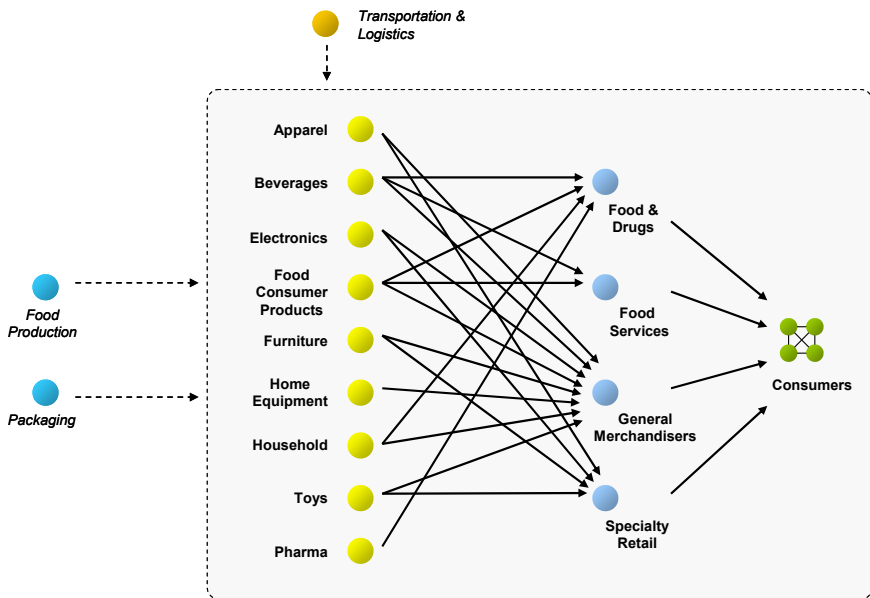 Transportation &
Logistics
Apparel
Beverages
Electronics
Food
Consumer
Products
Furniture
Home
Equipment
Household
Toys
Pharma
Food
Production
Packaging
Food &
Drugs
Food
Services
General
Merchandisers
Specialty
Retail
Consumers